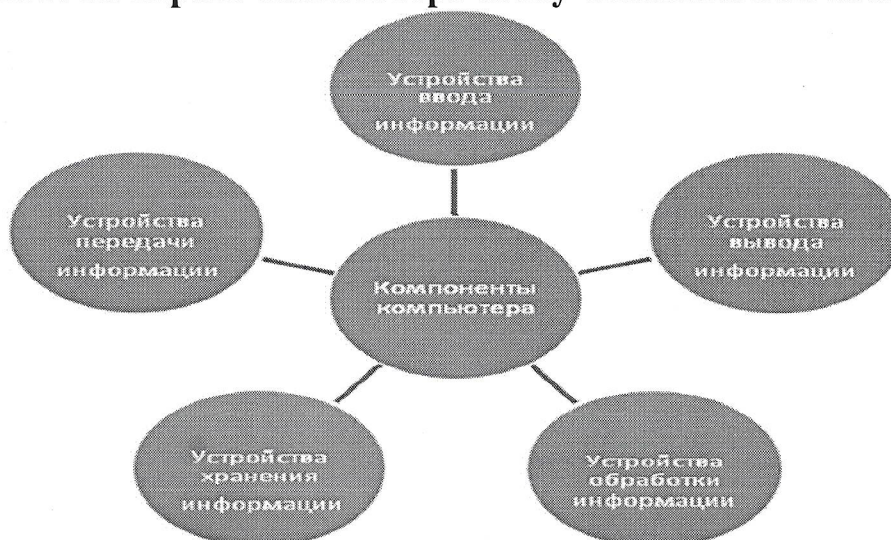 Устройства
ввода
информации
Устройства
передачи
информации
Устройства
вывода
информации
Компоненты
компьютера
Устройства
хранения
информации
Устройства
обработки
информации